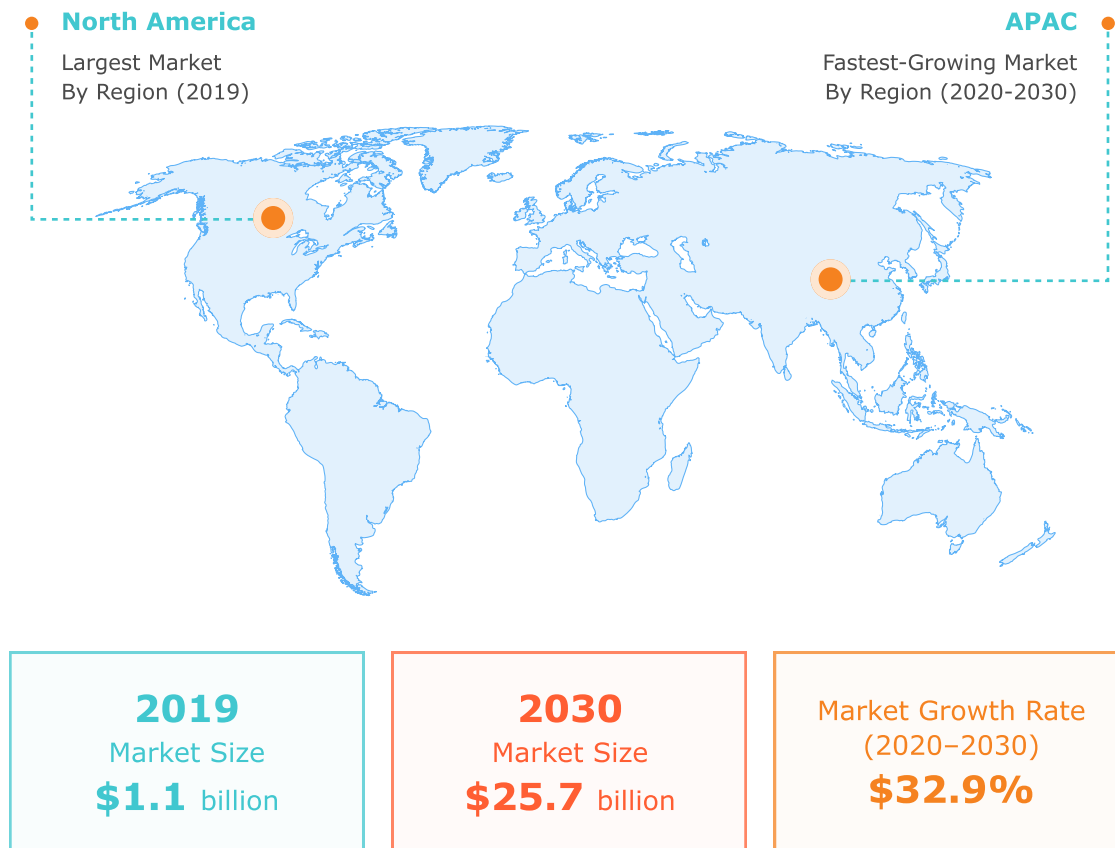 North America
Largest Market
By Region (2019)
APAC
Fastest-Growing Market
By Region (2020-2030)
2019
Market Size
$1.1 billion
2030
Market Size
$25.7 billion
Market Growth Rate
(2020–2030)
$32.9%